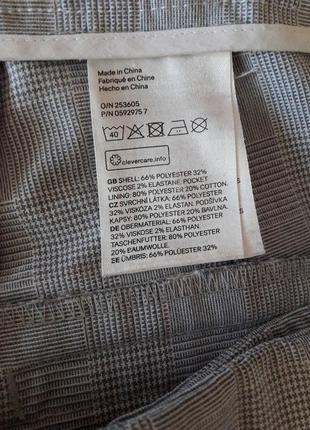 Made in China
Fabriqué en Chine
Hecho en China
O/N 253605
P/N 0592975 7
40
clevercare.info
GB SHELL: 66% POLYESTER 32%
VISCOSE 2% ELASTANE. POCKET
LINING: 80% POLYESTER 20% COTTON.
CZ SVRCHNÍ LÁTKA: 66% POLYESTER
32% VISKÓZA 2% ELASTAN. PODŠÍVKA
KAPSY: 80% POLYESTER 20% BAVLNA.
DE OBERMATERIAL: 66% POLYESTER
32% VISKOSE 2% ELASTHAN.
TASCHENFUTTER: 80% POLYESTER
20% BAUMWOLLE.
EE ÜMBRIS: 66% POLÜESTER 32%